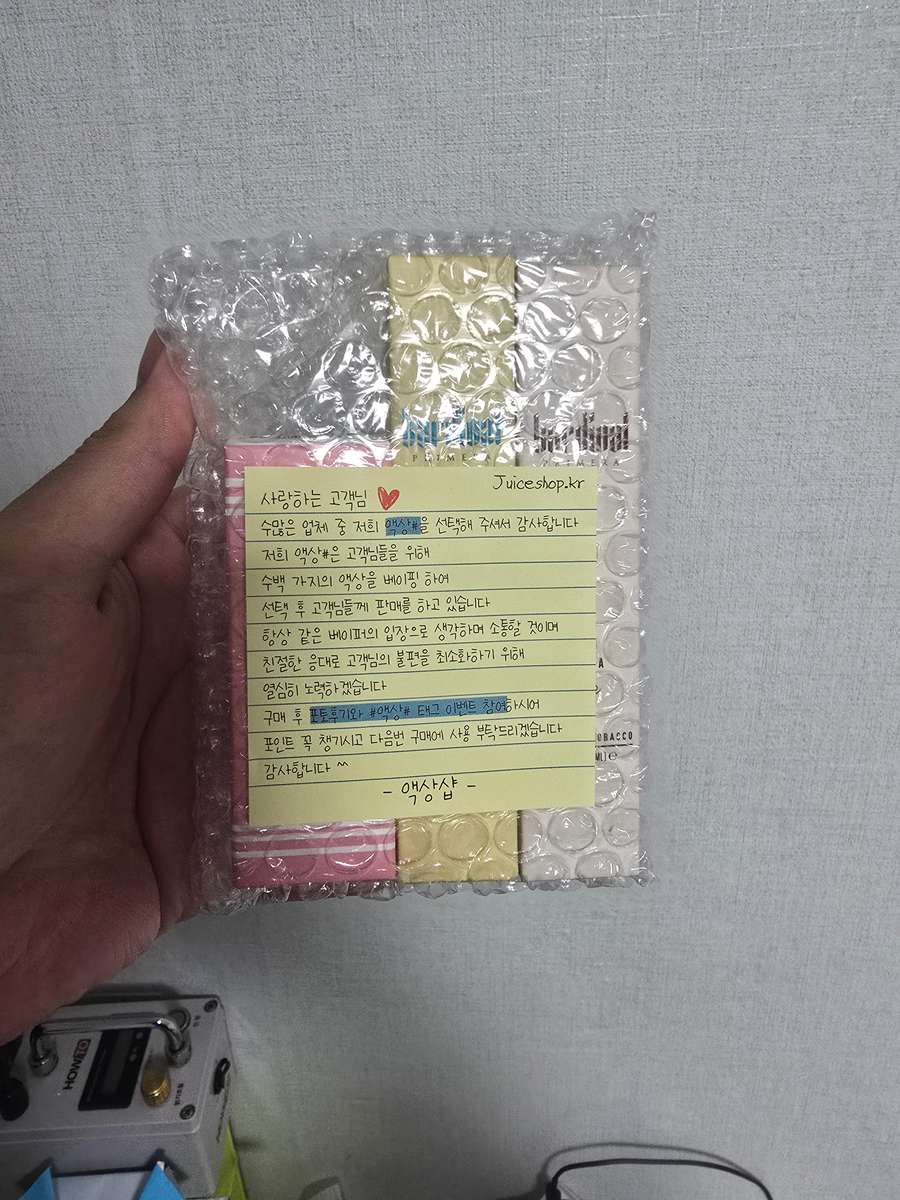 PRIMERA
PRIMERA
Juiceshop.kr
사랑하는 고객님
수많은 업체 중 저희 액상#을 선택해 주셔서 감사합니다
저희 액상#은 고객님들을 위해
수백 가지의 액상을 베이핑 하여
선택 후 고객님들께 판매를 하고 있습니다
항상 같은 베이퍼의 입장으로 생각하며 소통할 것이며
친절한 응대로 고객님의 불편을 최소화하기 위해
열심히 노력하겠습니다
구매 후 포토후기와 #액상# 태그 이벤트 참여하시어
포인트 꼭 챙기시고 다음번 구매에 사용 부탁드리겠습니다
감사합니다 ^^
- 액상샵 -
HOWTO